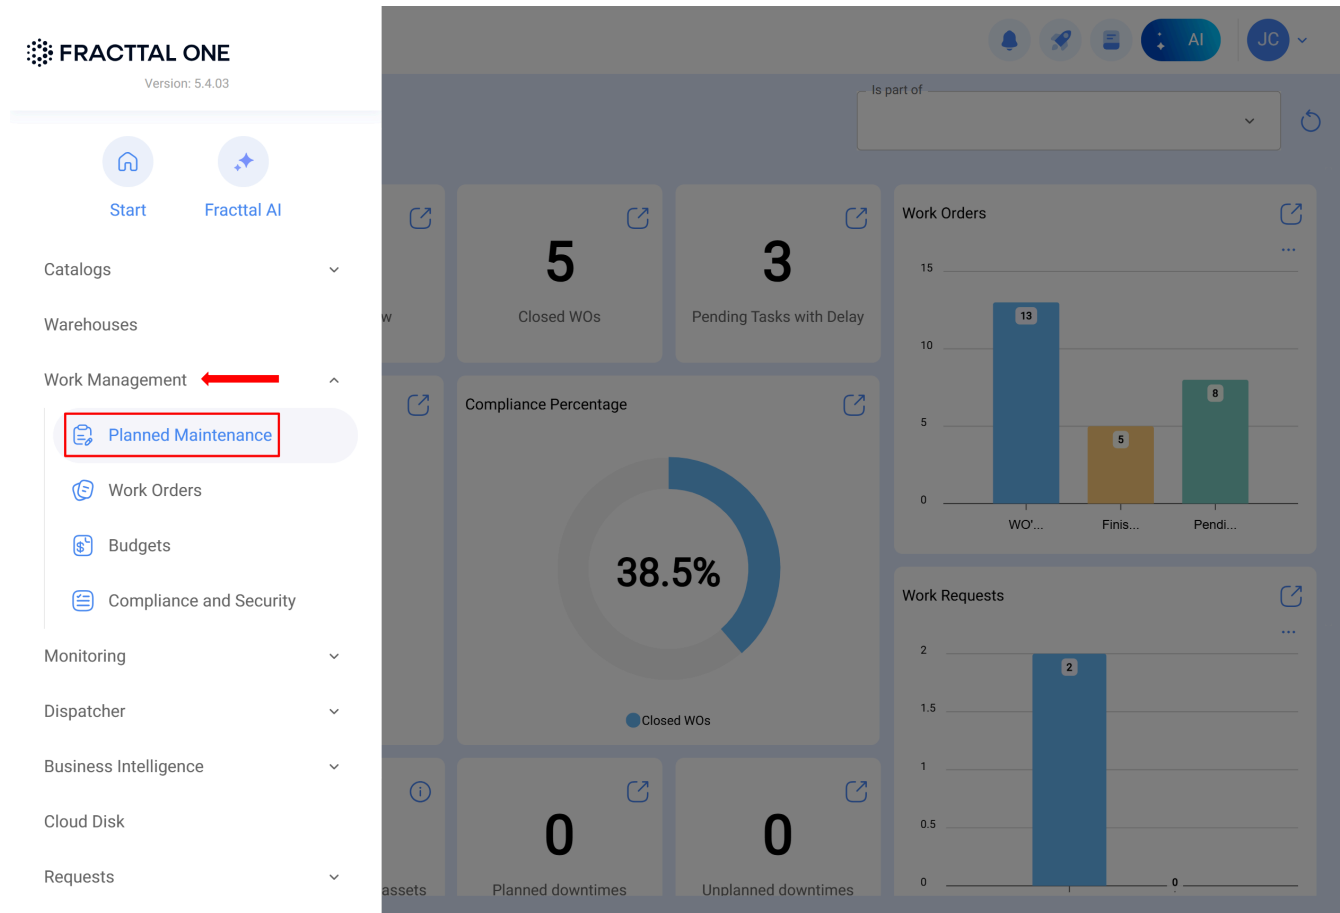 FRACTTAL ONE
Version: 5.4.03
Start
Fracttal AI
Catalogs
Warehouses
Work Management
Planned Maintenance
Work Orders
Budgets
Compliance and Security
Monitoring
Dispatcher
Business Intelligence
Cloud Disk
Requests
AI
JC
Is part of
w
5
Closed WOs
3
Pending Tasks with Delay
Work Orders
...
15
10
5
0
13
5
8
WO'...
Finis...
Pendi...
Compliance Percentage
38.5%
Closed WOs
Work Requests
...
2
1.5
1
0.5
0
2
0
assets
0
Planned downtimes
0
Unplanned downtimes